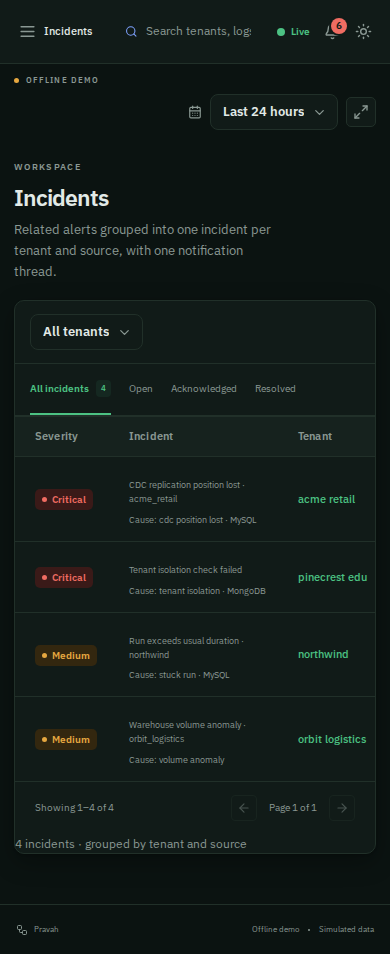 Incidents
Search tenants, logs
Live
6
OFFLINE DEMO
Last 24 hours
WORKSPACE
Incidents
Related alerts grouped into one incident per
tenant and source, with one notification
thread.
All tenants
All incidents 4 Open Acknowledged Resolved
Severity Incident Tenant
CDC replication position lost ·
acme_retail
Critical
Cause: cdc position lost · MySQL
acme retail
Tenant isolation check failed
Critical
Cause: tenant isolation · MongoDB
pinecrest edu
Run exceeds usual duration ·
northwind
Medium
Cause: stuck run · MySQL
northwind
Warehouse volume anomaly ·
orbit_logistics
Medium
Cause: volume anomaly
orbit logistics
Showing 1–4 of 4 Page 1 of 1
4 incidents · grouped by tenant and source
Pravah Offline demo • Simulated data